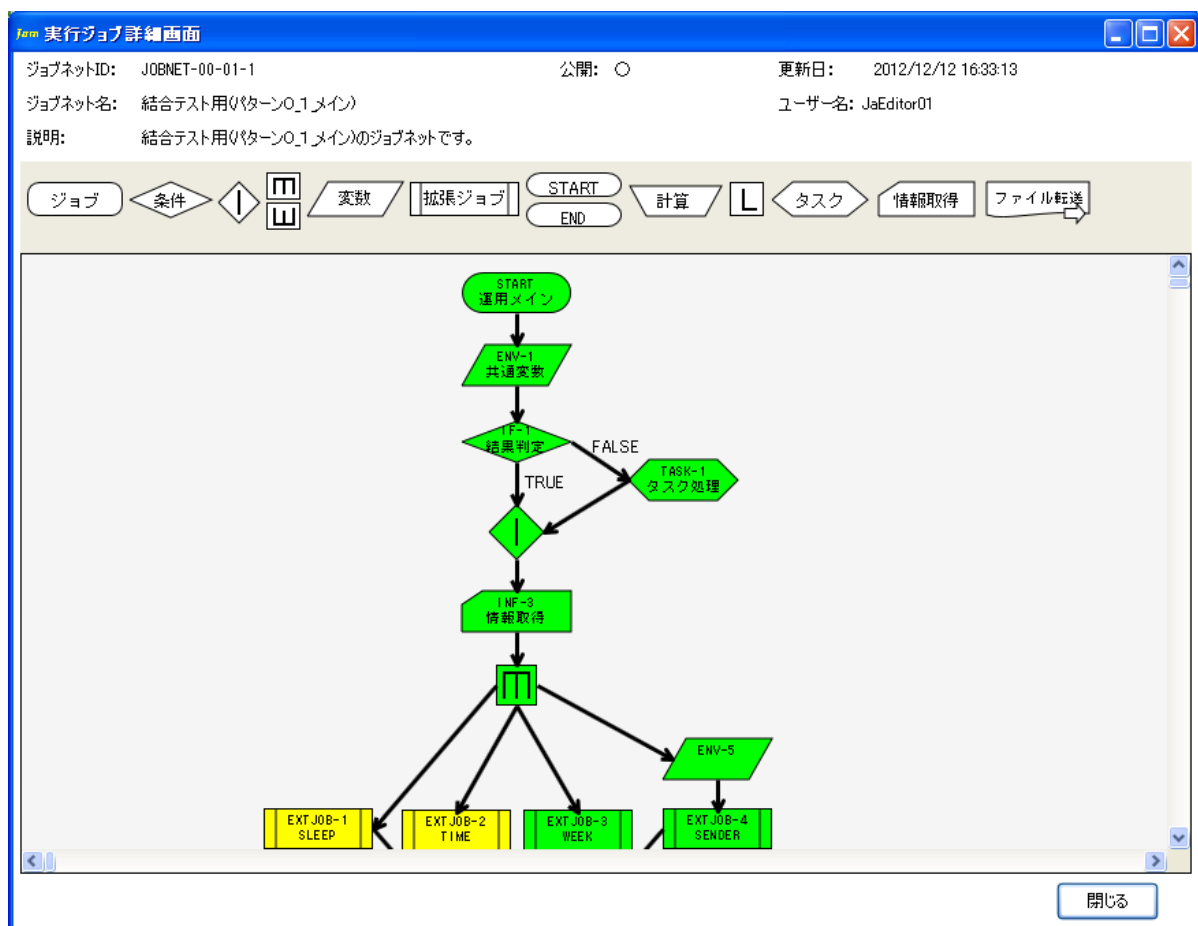 Jam 実行ジョブ詳細画面
ジョブネットID: JOBNET-00-01-1 公開: ○ 更新日: 2012/12/12 16:33:13
ジョブネット名: 結合テスト用(パターン0_1_メイン) ユーザー名: JaEditor01
説明: 結合テスト用(パターン0_1_メイン)のジョブネットです。
ジョブ 条件 変数 拡張ジョブ START 計算 L タスク 情報取得 ファイル転送
END
START
運用メイン
ENV-1
共通変数
IF-1
結果判定
FALSE
TASK-1
タスク処理
TRUE
INF-3
情報取得
ENV-5
EXTJOB-1 EXTJOB-2 EXTJOB-3 EXTJOB-4
SLEEP TIME WEEK SENDER
閉じる